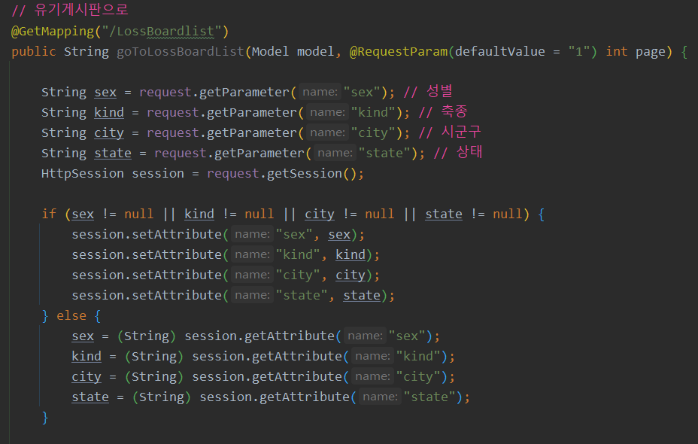 // 유기게시판으로
@GetMapping("/LossBoardlist")
public String goToLossBoardList(Model model, @RequestParam(defaultValue = "1") int page) {
String sex = request.getParameter( name: "sex"); // 성별
String kind = request.getParameter( name: "kind"); // 축종
String city = request.getParameter( name: "city"); // 시군구
String state = request.getParameter( name: "state"); // 상태
HttpSession session = request.getSession();
if (sex != null || kind != null || city != null || state != null) {
session.setAttribute( name: "sex", sex);
session.setAttribute( name: "kind", kind);
session.setAttribute( name: "city", city);
session.setAttribute( name: "state", state);
} else {
sex = (String) session.getAttribute( name: "sex");
kind = (String) session.getAttribute( name: "kind");
city = (String) session.getAttribute( name: "city");
state = (String) session.getAttribute( name: "state");
}